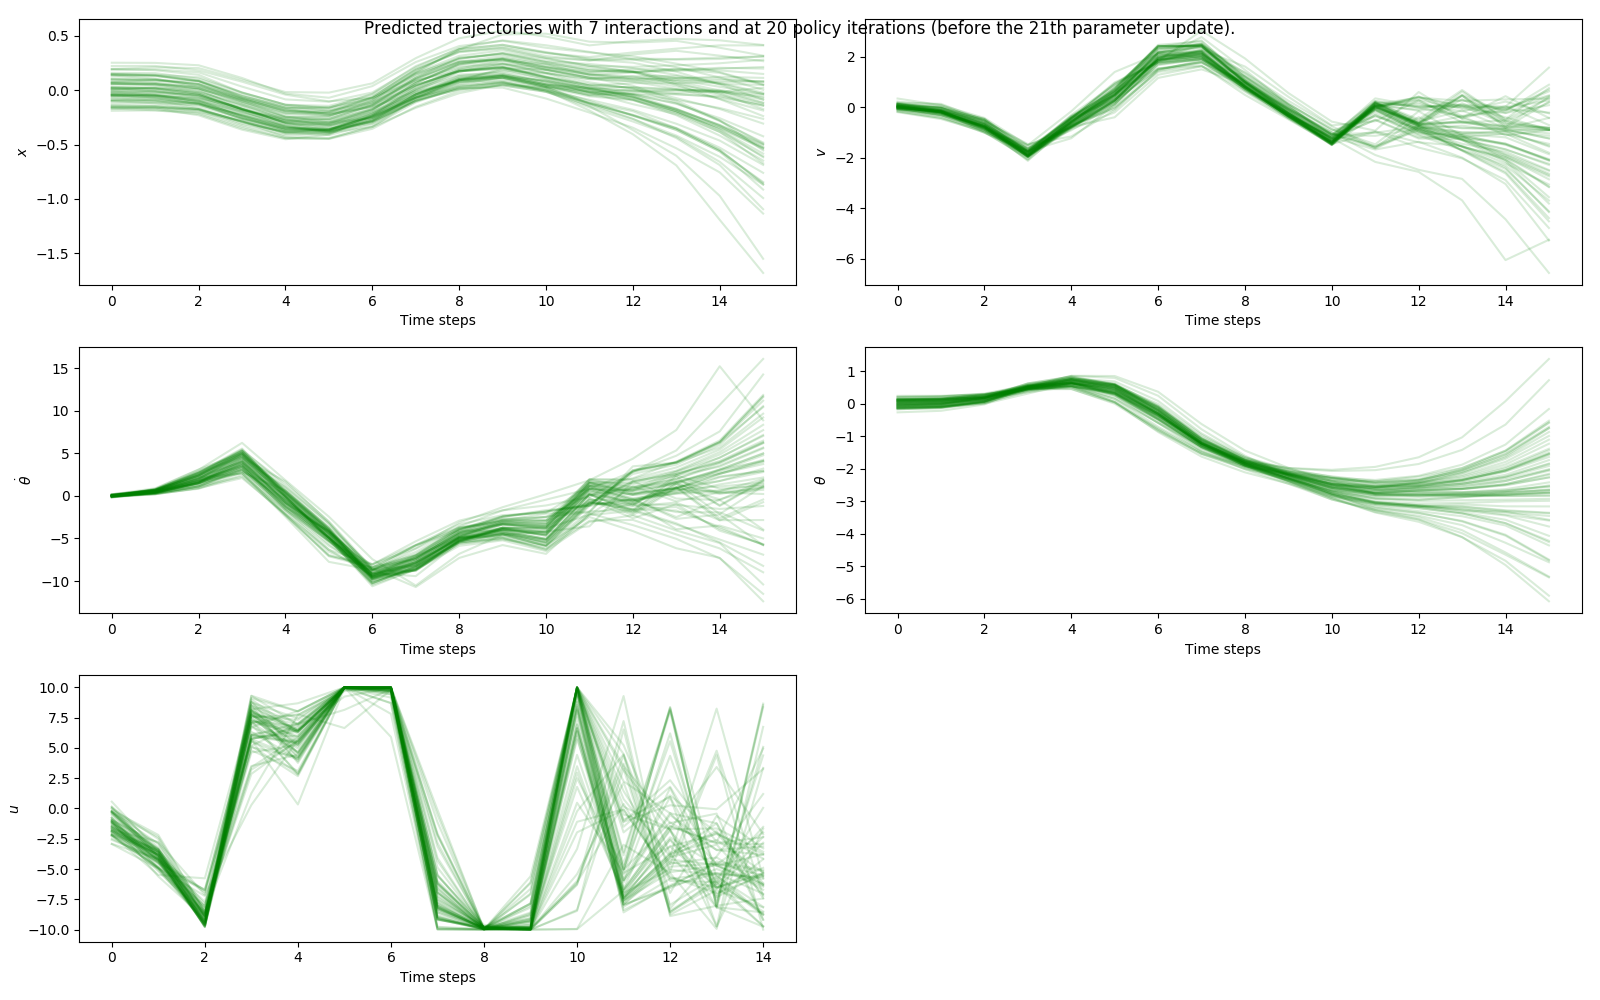 Predicted trajectories with 7 interactions and at 20 policy iterations (before the 21th parameter update).
0.5
0.0
−0.5
−1.0
−1.5
x
0 2 4 6 8 10 12 14
Time steps
2
0
−2
−4
−6
v
0 2 4 6 8 10 12 14
Time steps
15
10
5
0
−5
−10
θ̇
0 2 4 6 8 10 12 14
Time steps
1
0
−1
−2
−3
−4
−5
−6
θ
0 2 4 6 8 10 12 14
Time steps
10.0
7.5
5.0
2.5
0.0
−2.5
−5.0
−7.5
−10.0
u
0 2 4 6 8 10 12 14
Time steps